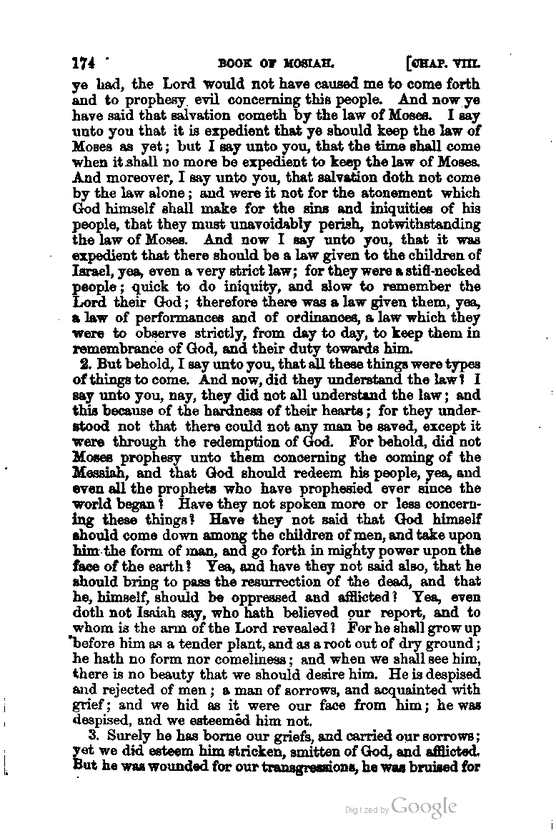 174 BOOK OF MOSIAH. [CHAP. VIII.
ye had, the Lord would not have caused me to come forth
and to prophesy evil concerning this people. And now ye
have said that salvation cometh by the law of Moses. I say
unto you that it is expedient that ye should keep the law of
Moses as yet; but I say unto you, that the time shall come
when it shall no more be expedient to keep the law of Moses.
And moreover, I say unto you, that salvation doth not come
by the law alone; and were it not for the atonement which
God himself shall make for the sins and iniquities of his
people, that they must unavoidably perish, notwithstanding
the law of Moses. And now I say unto you, that it was
expedient that there should be a law given to the children of
Israel, yea, even a very strict law; for they were a stiff-necked
people; quick to do iniquity, and slow to remember the
Lord their God; therefore there was a law given them, yea,
a law of performances and of ordinances, a law which they
were to observe strictly, from day to day, to keep them in
remembrance of God, and their duty towards him.
2. But behold, I say unto you, that all these things were types
of things to come. And now, did they understand the law? I
say unto you, nay, they did not all understand the law; and
this because of the hardness of their hearts; for they under-
stood not that there could not any man be saved, except it
were through the redemption of God. For behold, did not
Moses prophesy unto them concerning the coming of the
Messiah, and that God should redeem his people, yea, and
even all the prophets who have prophesied ever since the
world began? Have they not spoken more or less concern-
ing these things? Have they not said that God himself
should come down among the children of men, and take upon
him the form of man, and go forth in mighty power upon the
face of the earth? Yea, and have they not said also, that he
should bring to pass the resurrection of the dead, and that
he, himself, should be oppressed and afflicted? Yea, even
doth not Isaiah say, who hath believed our report, and to
whom is the arm of the Lord revealed? For he shall grow up
before him as a tender plant, and as a root out of dry ground;
he hath no form nor comeliness; and when we shall see him,
there is no beauty that we should desire him. He is despised
and rejected of men; a man of sorrows, and acquainted with
grief; and we hid as it were our face from him; he was
despised, and we esteemed him not.
3. Surely he has borne our griefs, and carried our sorrows;
yet we did esteem him stricken, smitten of God, and afflicted.
But he was wounded for our transgressions, he was bruised for
Digitized by Google